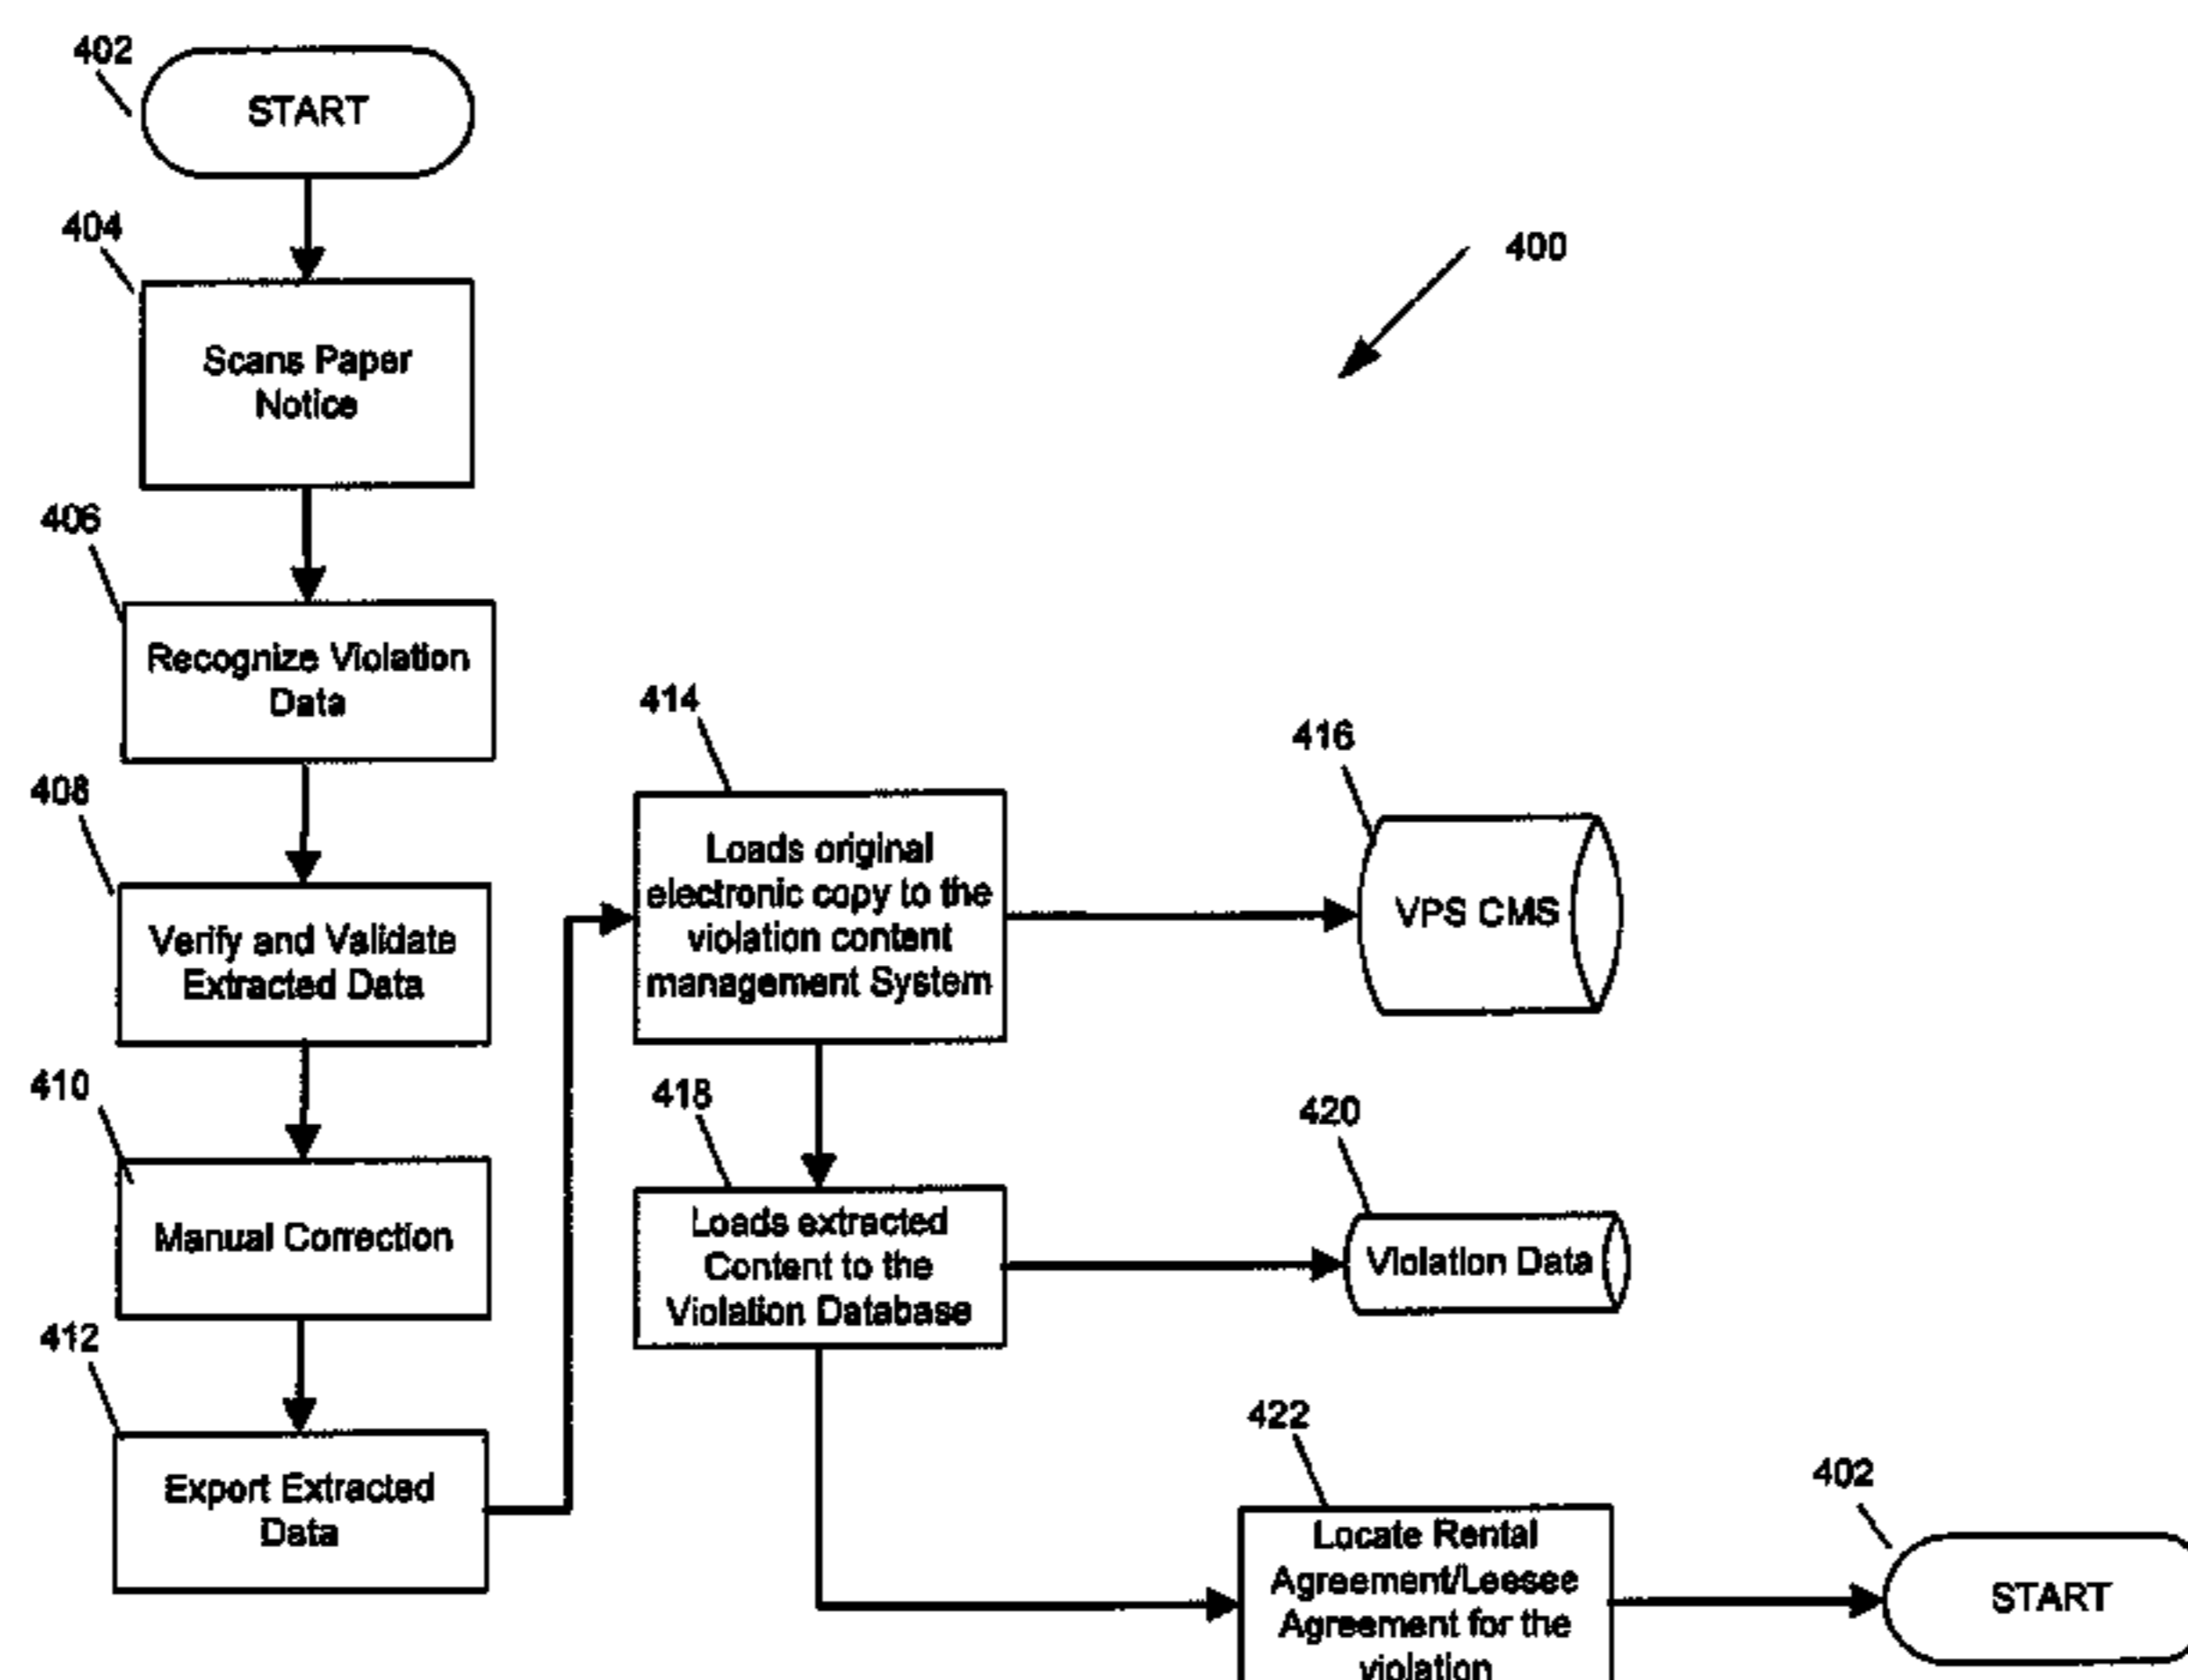 402
START
404
Scans Paper
Notice
406
Recognize Violation
Data
408
Verify and Validate
Extracted Data
410
Manual Correction
412
Export Extracted
Data
400
414
Loads original
electronic copy to the
violation content
management System
416
VPS CMS
418
Loads extracted
Content to the
Violation Database
420
Violation Data
422
Locate Rental
Agreement/Leesee
Agreement for the
violation
402
START